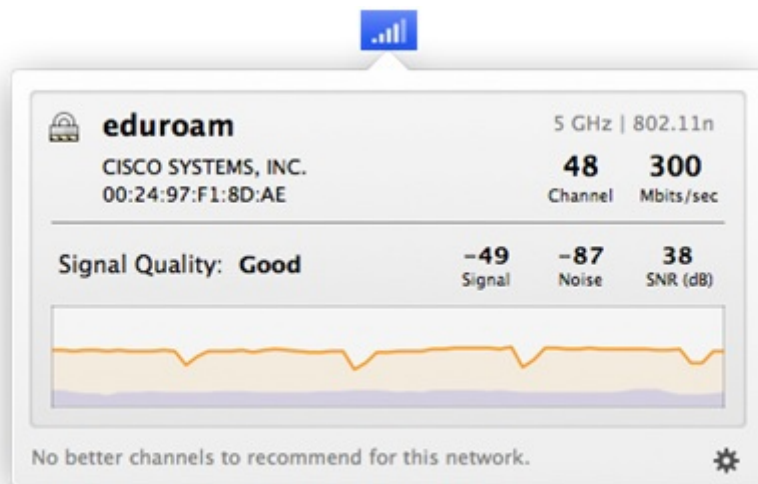 eduroam
5 GHz | 802.11n
CISCO SYSTEMS, INC.
00:24:97:F1:8D:AE
48 300
Channel Mbits/sec
Signal Quality: Good
-49 -87 38
Signal Noise SNR (dB)
No better channels to recommend for this network.